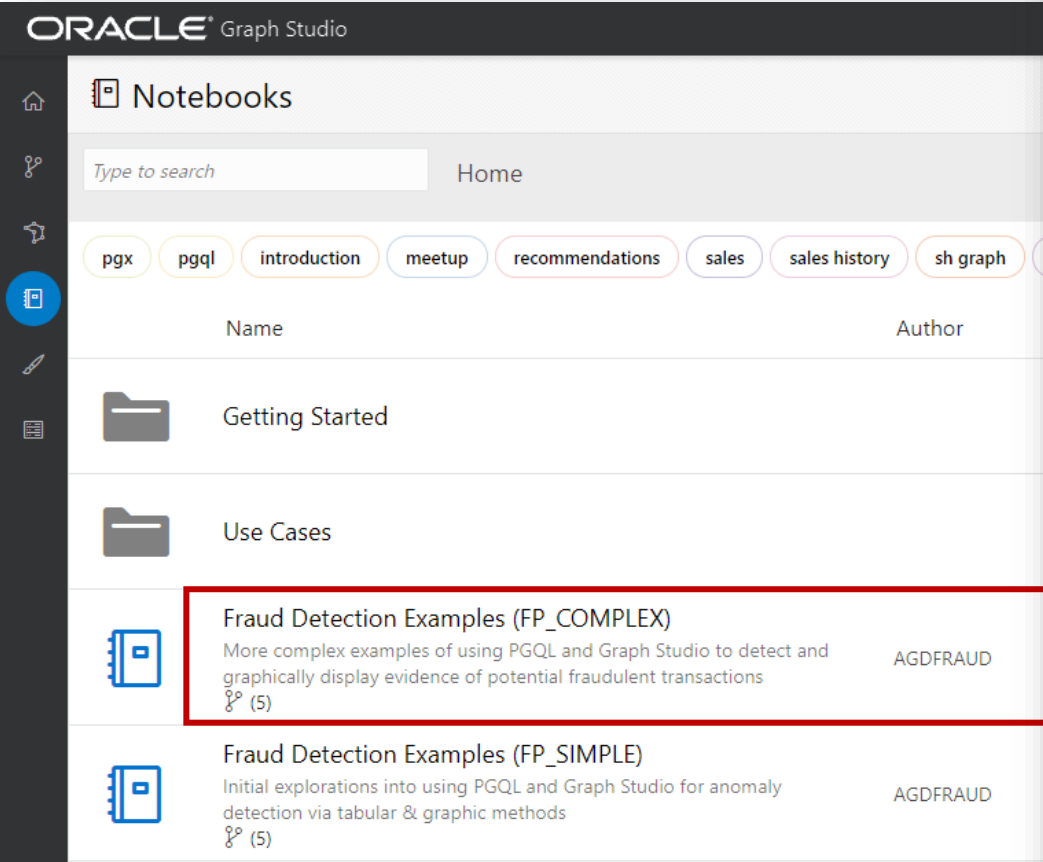 ORACLE® Graph Studio
Notebooks
Type to search
Home
pgx
pgql
introduction
meetup
recommendations
sales
sales history
sh graph
Name
Author
Getting Started
Use Cases
Fraud Detection Examples (FP_COMPLEX)
More complex examples of using PGQL and Graph Studio to detect and
graphically display evidence of potential fraudulent transactions
AGDFRAUD
(5)
Fraud Detection Examples (FP_SIMPLE)
Initial explorations into using PGQL and Graph Studio for anomaly
detection via tabular & graphic methods
AGDFRAUD
(5)